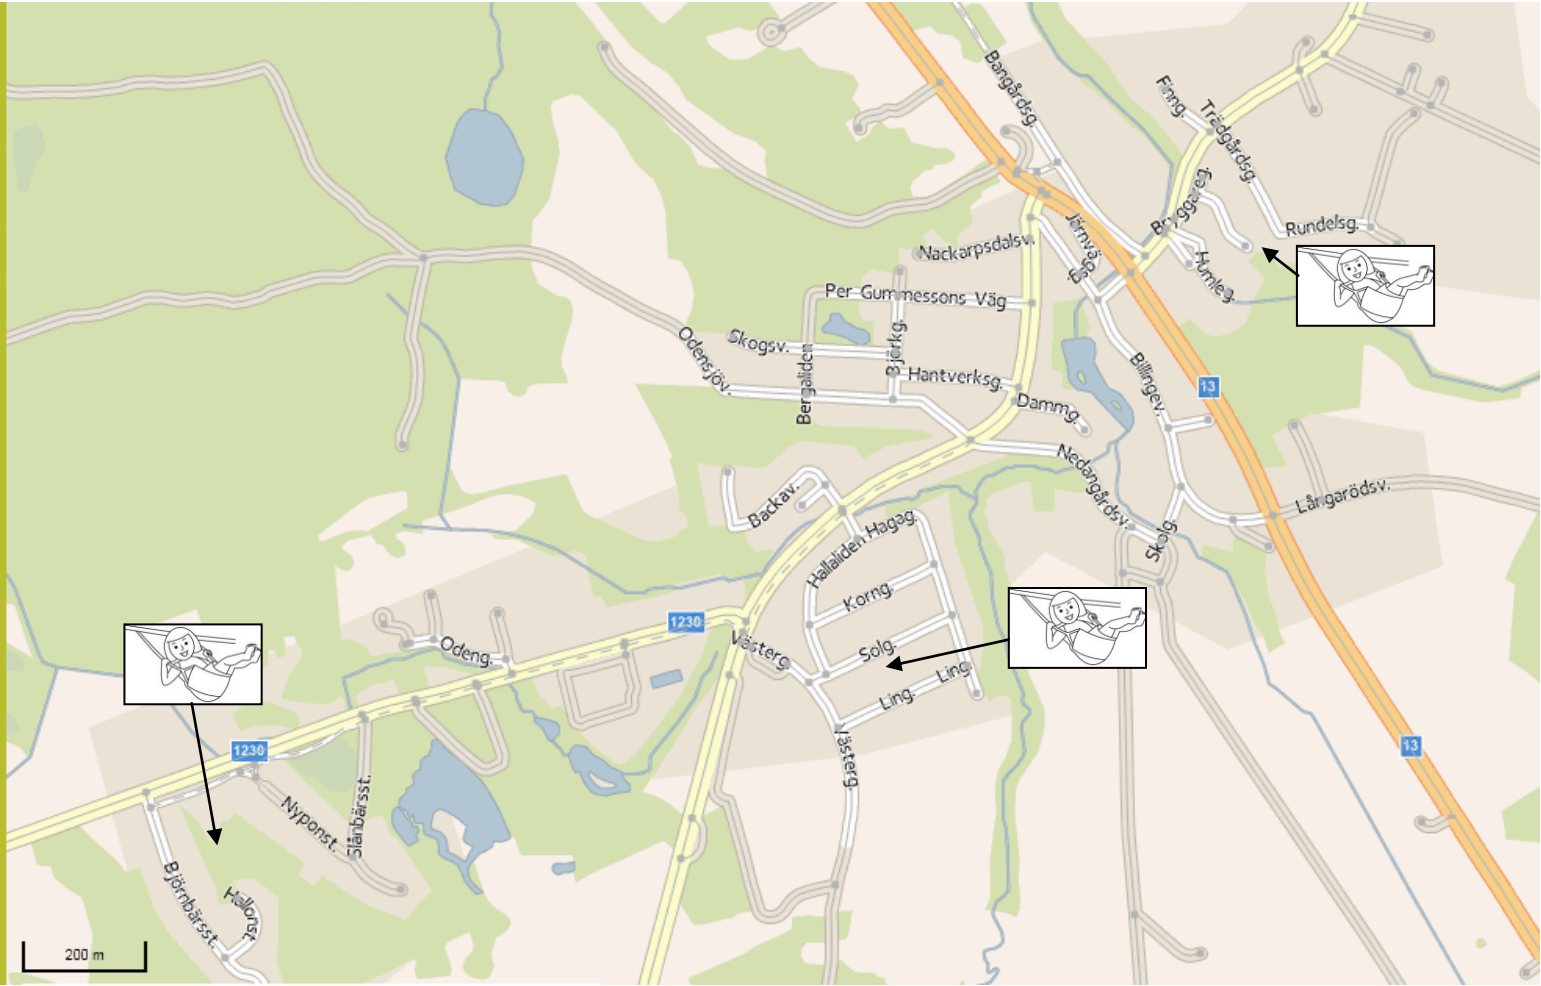 Bangårdsg.
Finng.
Trädgårdsg.
Bryggareg.
Rundelsg.
Humleg.
Järnvä
Nackarpsdalsv.
Per Gummessons Väg
Skogsv.
Björkg.
Bergaliden
Odensjöv.
Hantverksg.
Dammg.
Billingev.
13
Nedangårdsv.
Skolg.
Långarödsv.
Backav.
Hagag.
Hallaliden
Korng.
Solg.
Ling.
Ling.
Västerg.
Västerg.
1230
Odeng.
1230
Nyponst.
Slånbärsst.
Björnbärsst.
Hallonst.
13
200 m